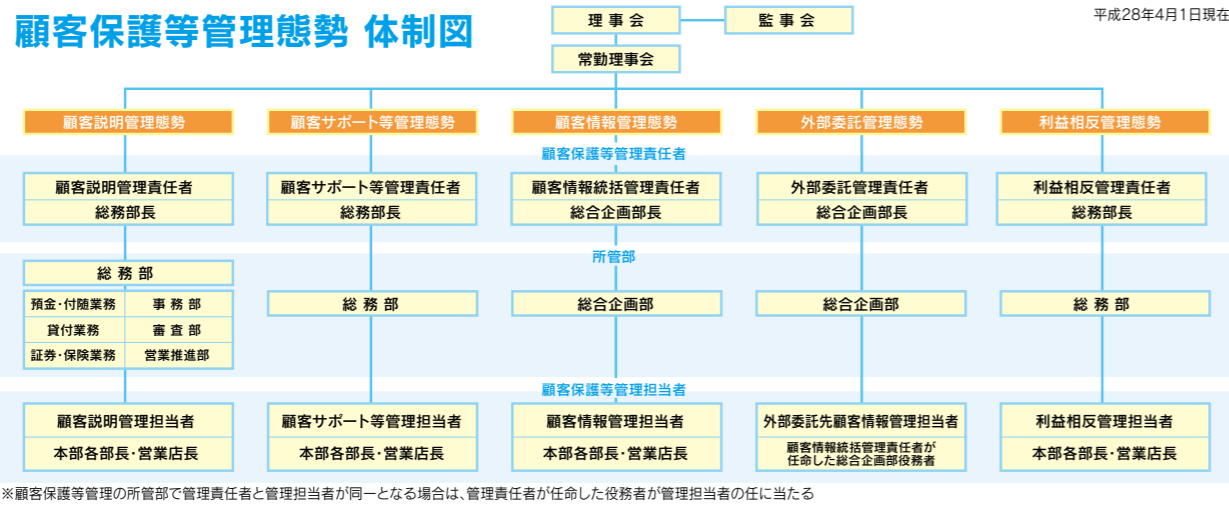 顧客保護等管理態勢 体制図
理事会
監事会
平成28年4月1日現在
常勤理事会
顧客説明管理態勢
顧客サポート等管理態勢
顧客情報管理態勢
外部委託管理態勢
利益相反管理態勢
顧客保護等管理責任者
顧客説明管理責任者
総務部長
顧客サポート等管理責任者
総務部長
顧客情報統括管理責任者
総合企画部長
外部委託管理責任者
総合企画部長
利益相反管理責任者
総務部長
所管部
総務部
預金・付随業務 事務部
貸付業務 審査部
証券・保険業務 営業推進部
総務部
総合企画部
総合企画部
総務部
顧客保護等管理担当者
顧客説明管理担当者
本部各部長・営業店長
顧客サポート等管理担当者
本部各部長・営業店長
顧客情報管理担当者
本部各部長・営業店長
外部委託先顧客情報管理担当者
顧客情報統括管理責任者が
任命した総合企画部役務者
利益相反管理担当者
本部各部長・営業店長
※顧客保護等管理の所管部で管理責任者と管理担当者が同一となる場合は、管理責任者が任命した役務者が管理担当者の任に当たる